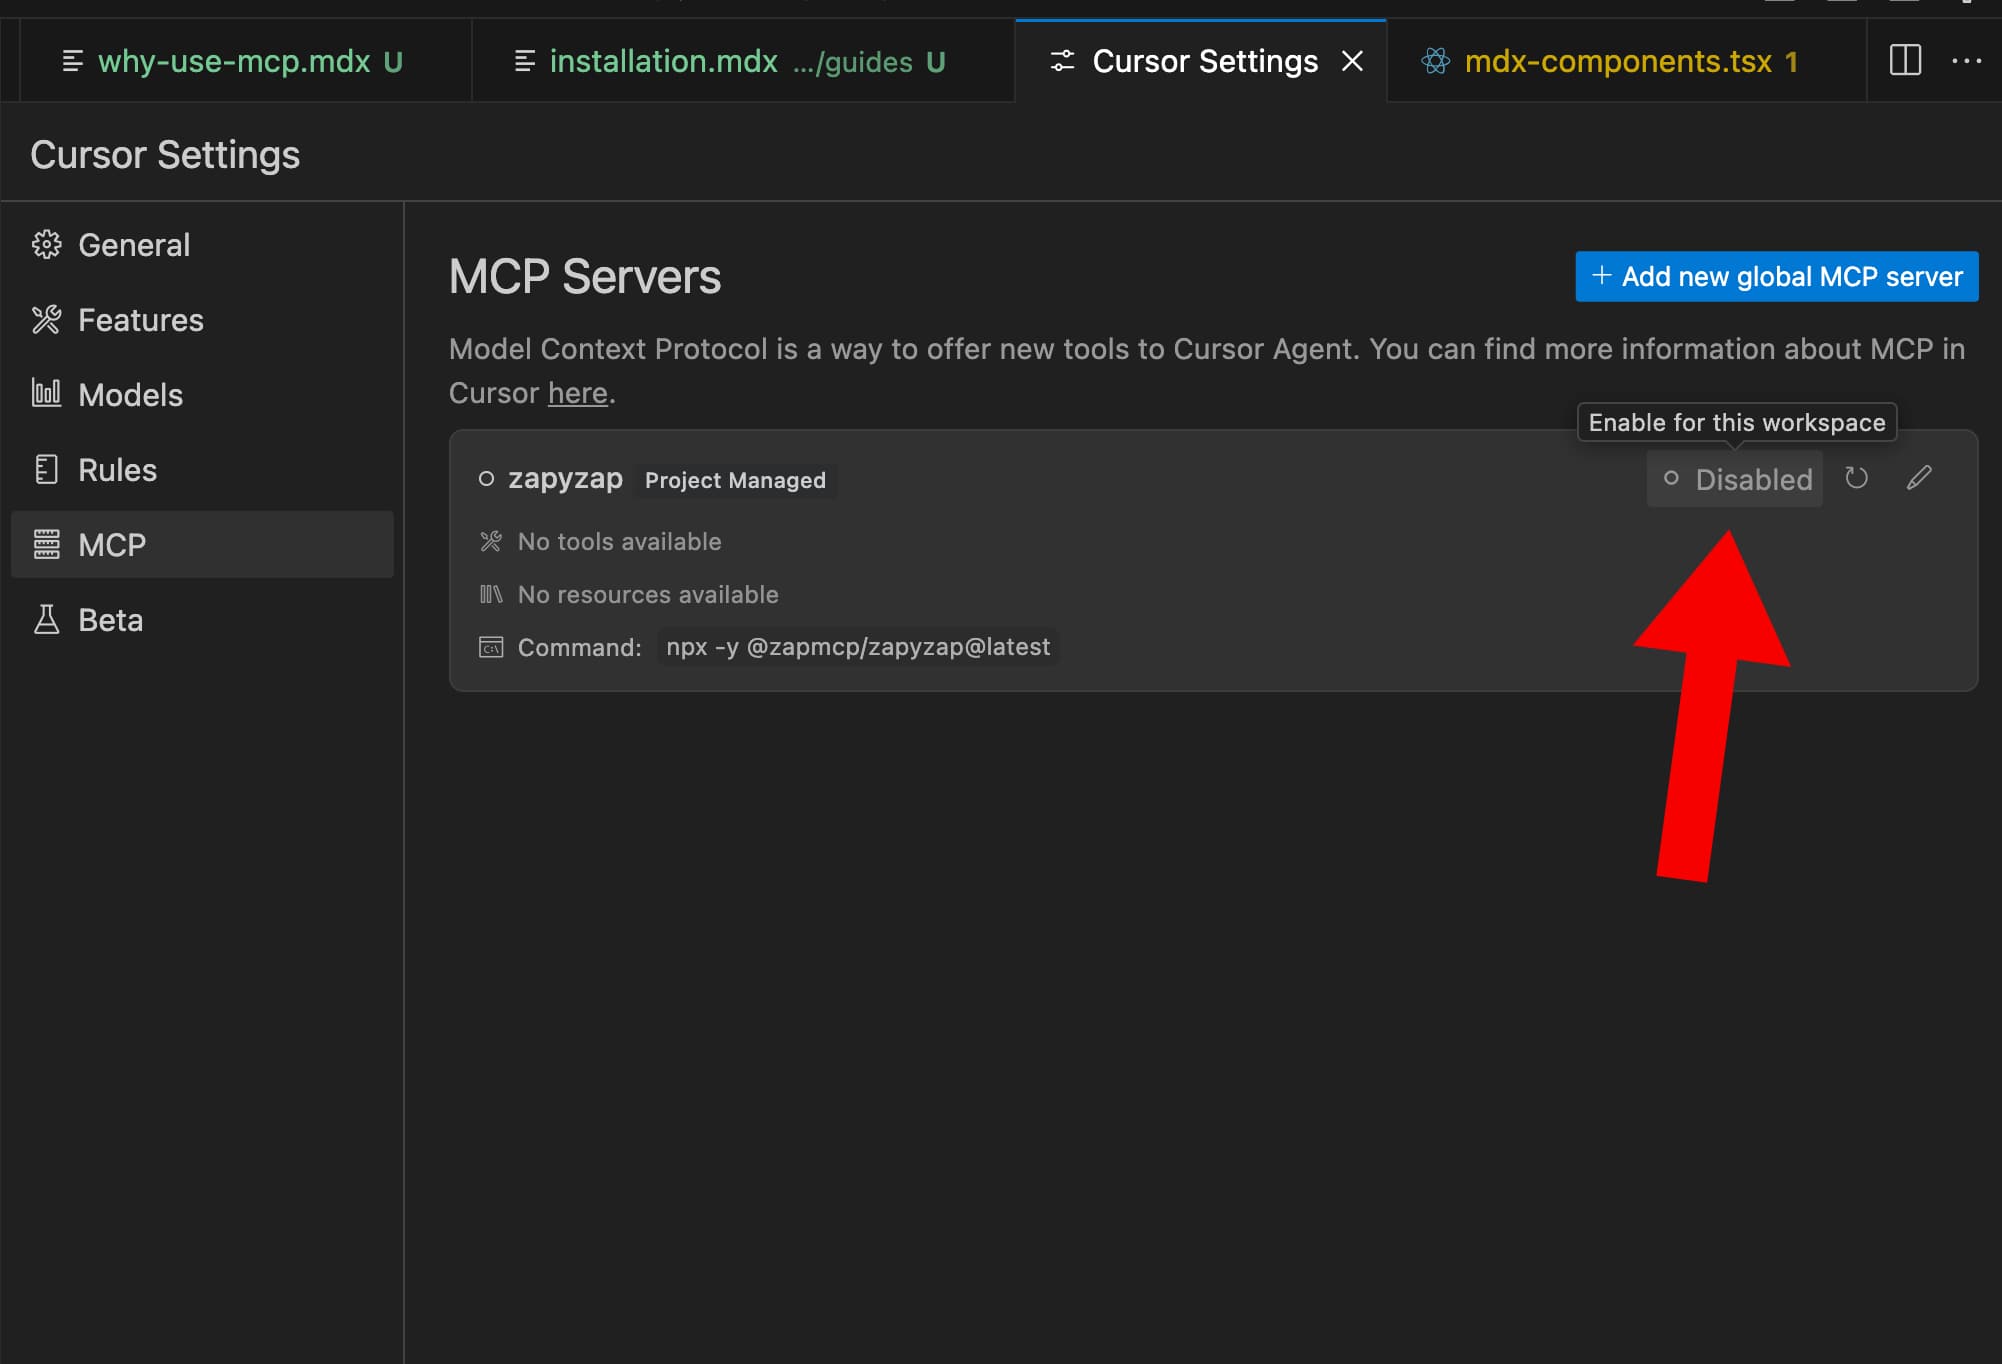 why-use-mcp.mdx U
installation.mdx .../guides U
Cursor Settings
mdx-components.tsx 1
Cursor Settings
General
Features
Models
Rules
MCP
Beta
MCP Servers
+ Add new global MCP server
Model Context Protocol is a way to offer new tools to Cursor Agent. You can find more information about MCP in
Cursor here.
Enable for this workspace
zapyzap Project Managed
Disabled
No tools available
No resources available
Command: npx -y @zapmcp/zapyzap@latest